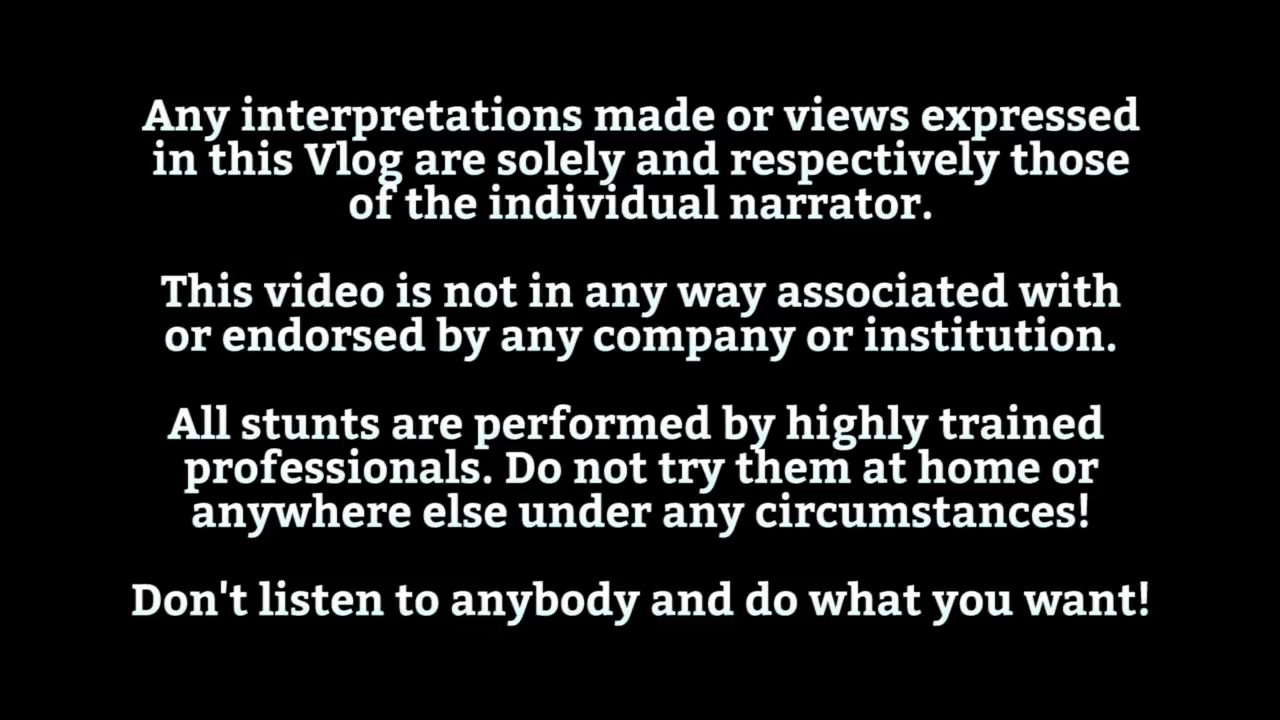 Any interpretations made or views expressed
in this Vlog are solely and respectively those
of the individual narrator.
This video is not in any way associated with
or endorsed by any company or institution.
All stunts are performed by highly trained
professionals. Do not try them at home or
anywhere else under any circumstances!
Don't listen to anybody and do what you want!